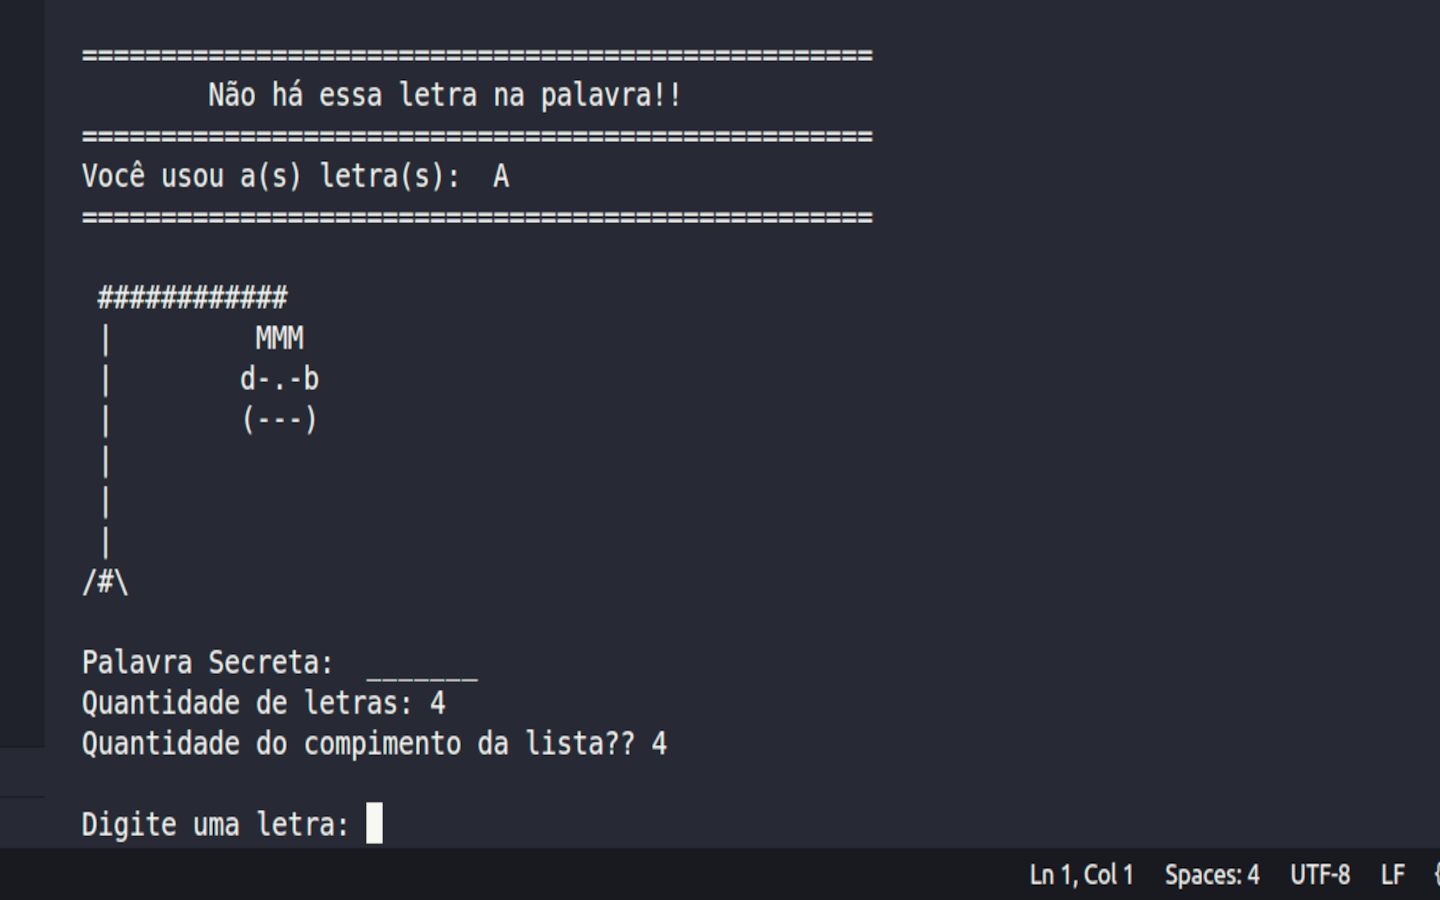 ==================================================
        Não há essa letra na palavra!!
==================================================
Você usou a(s) letra(s):  A
==================================================
 ############
 |         MMM
 |        d-.-b
 |        (---)
 |
 |
 |
/#\
Palavra Secreta:  _______
Quantidade de letras: 4
Quantidade do compimento da lista?? 4
Digite uma letra:
Ln 1, Col 1 Spaces: 4 UTF-8 LF {